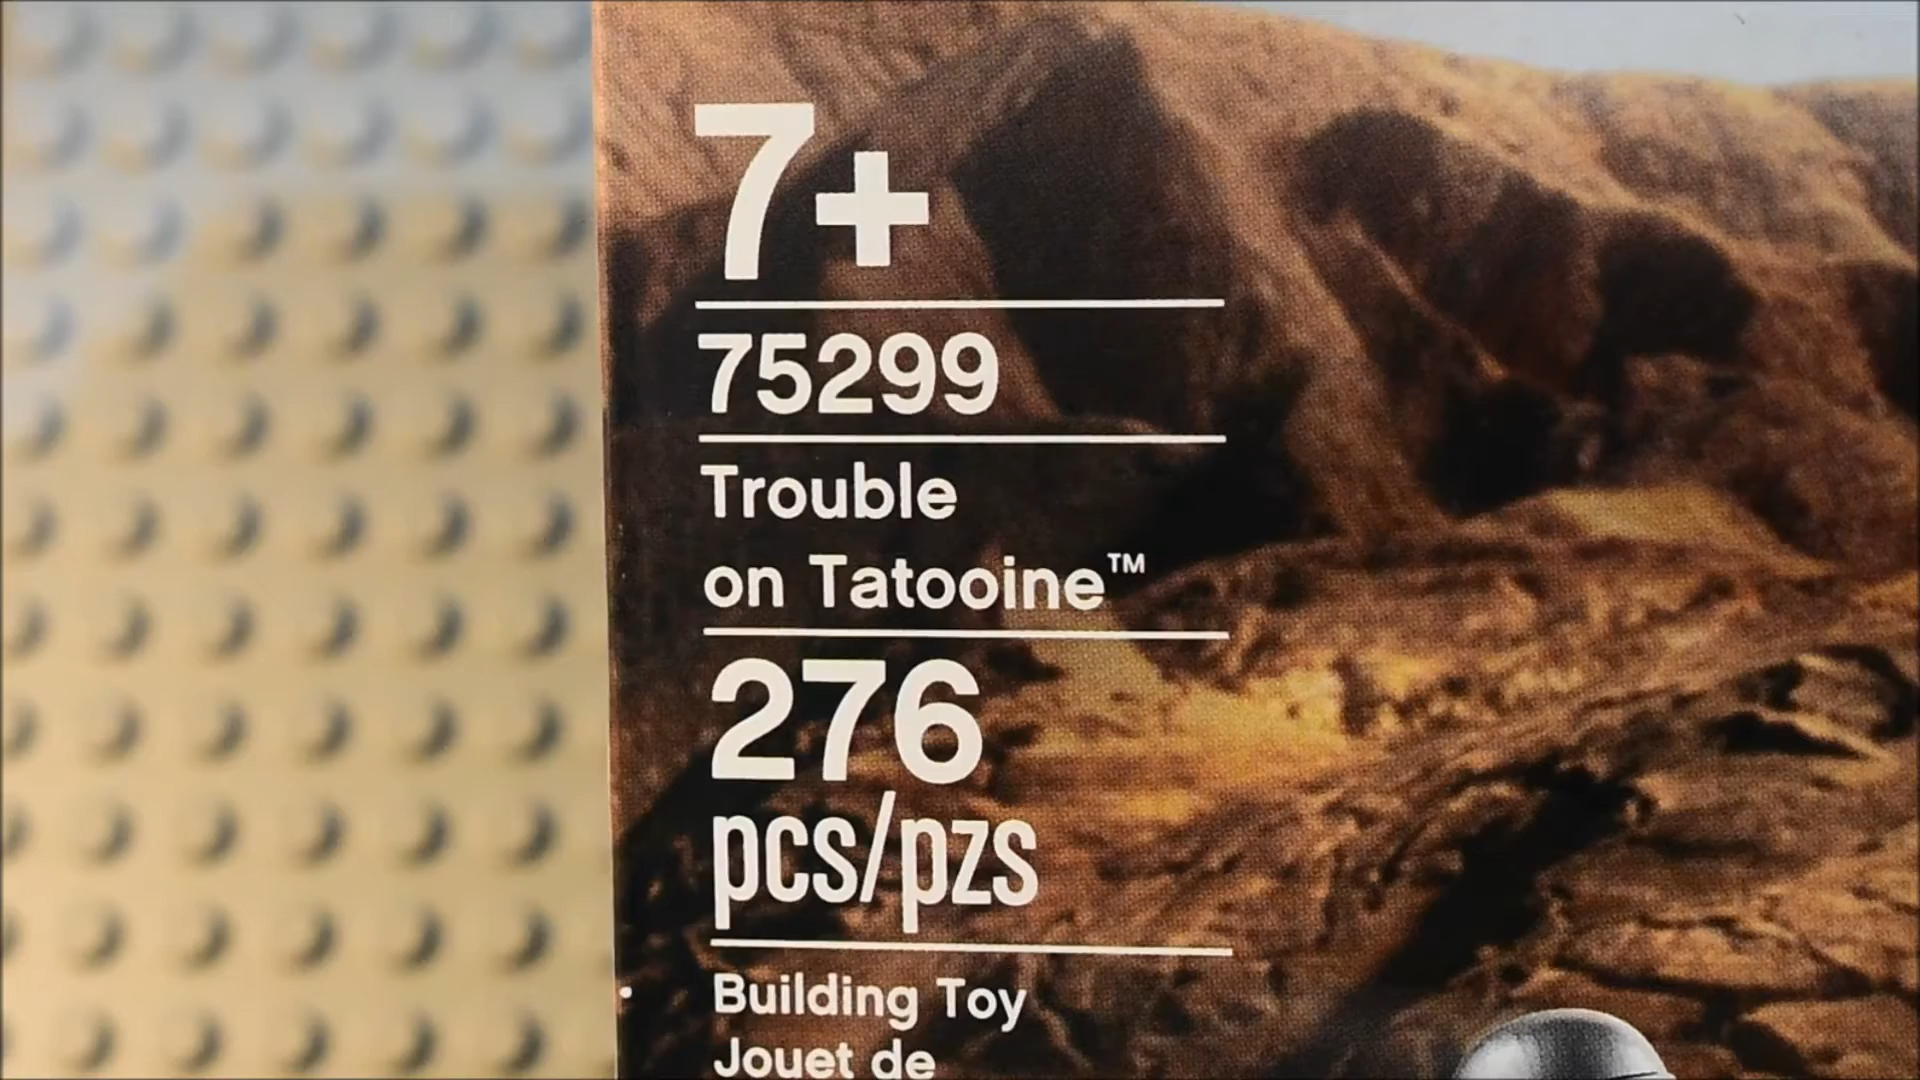 7+
75299
Trouble
on Tatooine™
276
pcs/pzs
Building Toy
Jouet de